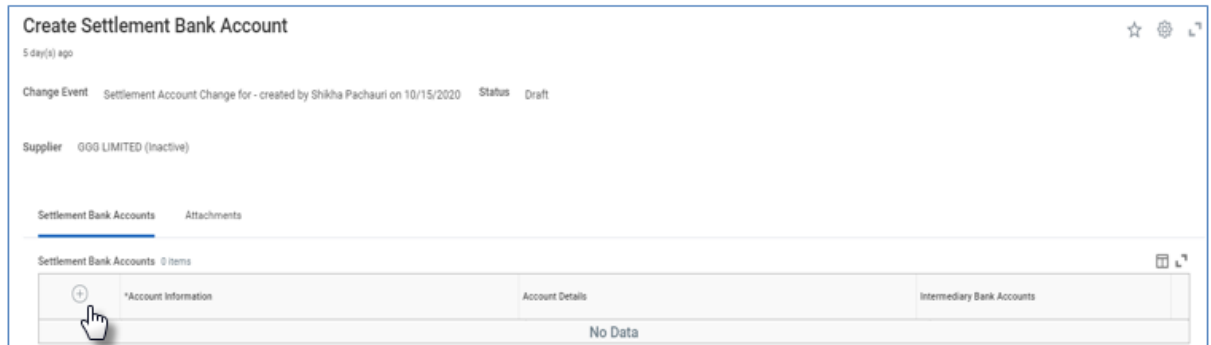 Create Settlement Bank Account
5 day(s) ago
Change Event Settlement Account Change for - created by Shikha Pachauri on 10/15/2020 Status Draft
Supplier GGG LIMITED (Inactive)
Settlement Bank Accounts Attachments
Settlement Bank Accounts 0 items
*Account Information Account Details Intermediary Bank Accounts
No Data